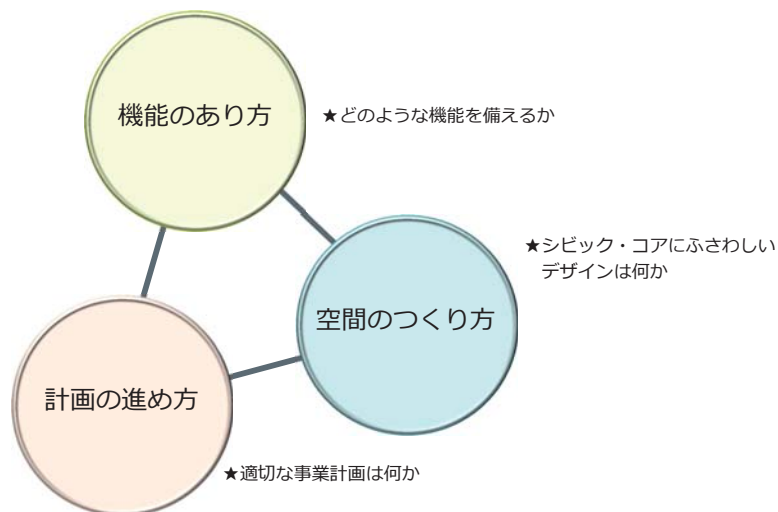 機能のあり方
★どのような機能を備えるか
★シビック・コアにふさわしい
デザインは何か
空間のつくり方
計画の進め方
★適切な事業計画は何か